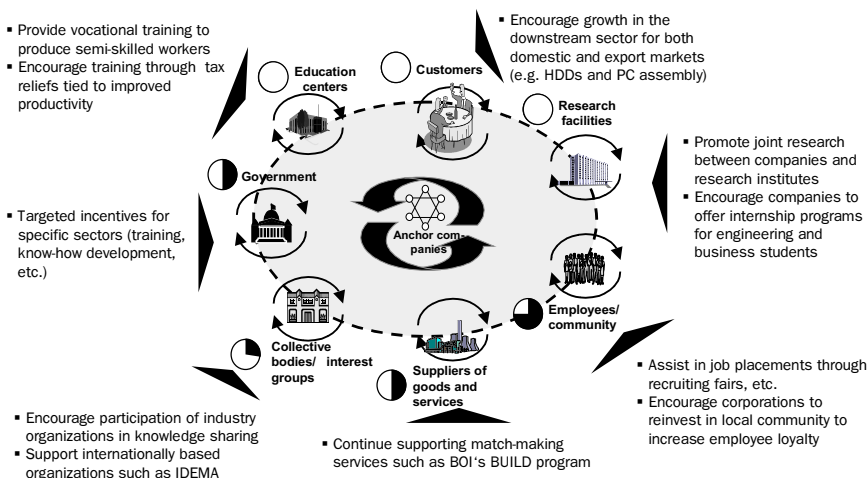 ▪ Provide vocational training to
produce semi-skilled workers
▪ Encourage training through tax
reliefs tied to improved
productivity
▪ Encourage growth in the
downstream sector for both
domestic and export markets
(e.g. HDDs and PC assembly)
Education
centers
Customers
Research
facilities
Government
▪ Promote joint research
between companies and
research institutes
▪ Encourage companies to
offer internship programs
for engineering and
business students
▪ Targeted incentives for
specific sectors (training,
know-how development,
etc.)
Anchor com-
panies
Employees/
community
Collective
bodies/ interest
groups
Suppliers of
goods and
services
▪ Assist in job placements through
recruiting fairs, etc.
▪ Encourage corporations to
reinvest in local community to
increase employee loyalty
▪ Encourage participation of industry
organizations in knowledge sharing
▪ Support internationally based
organizations such as IDEMA
▪ Continue supporting match-making
services such as BOI‘s BUILD program